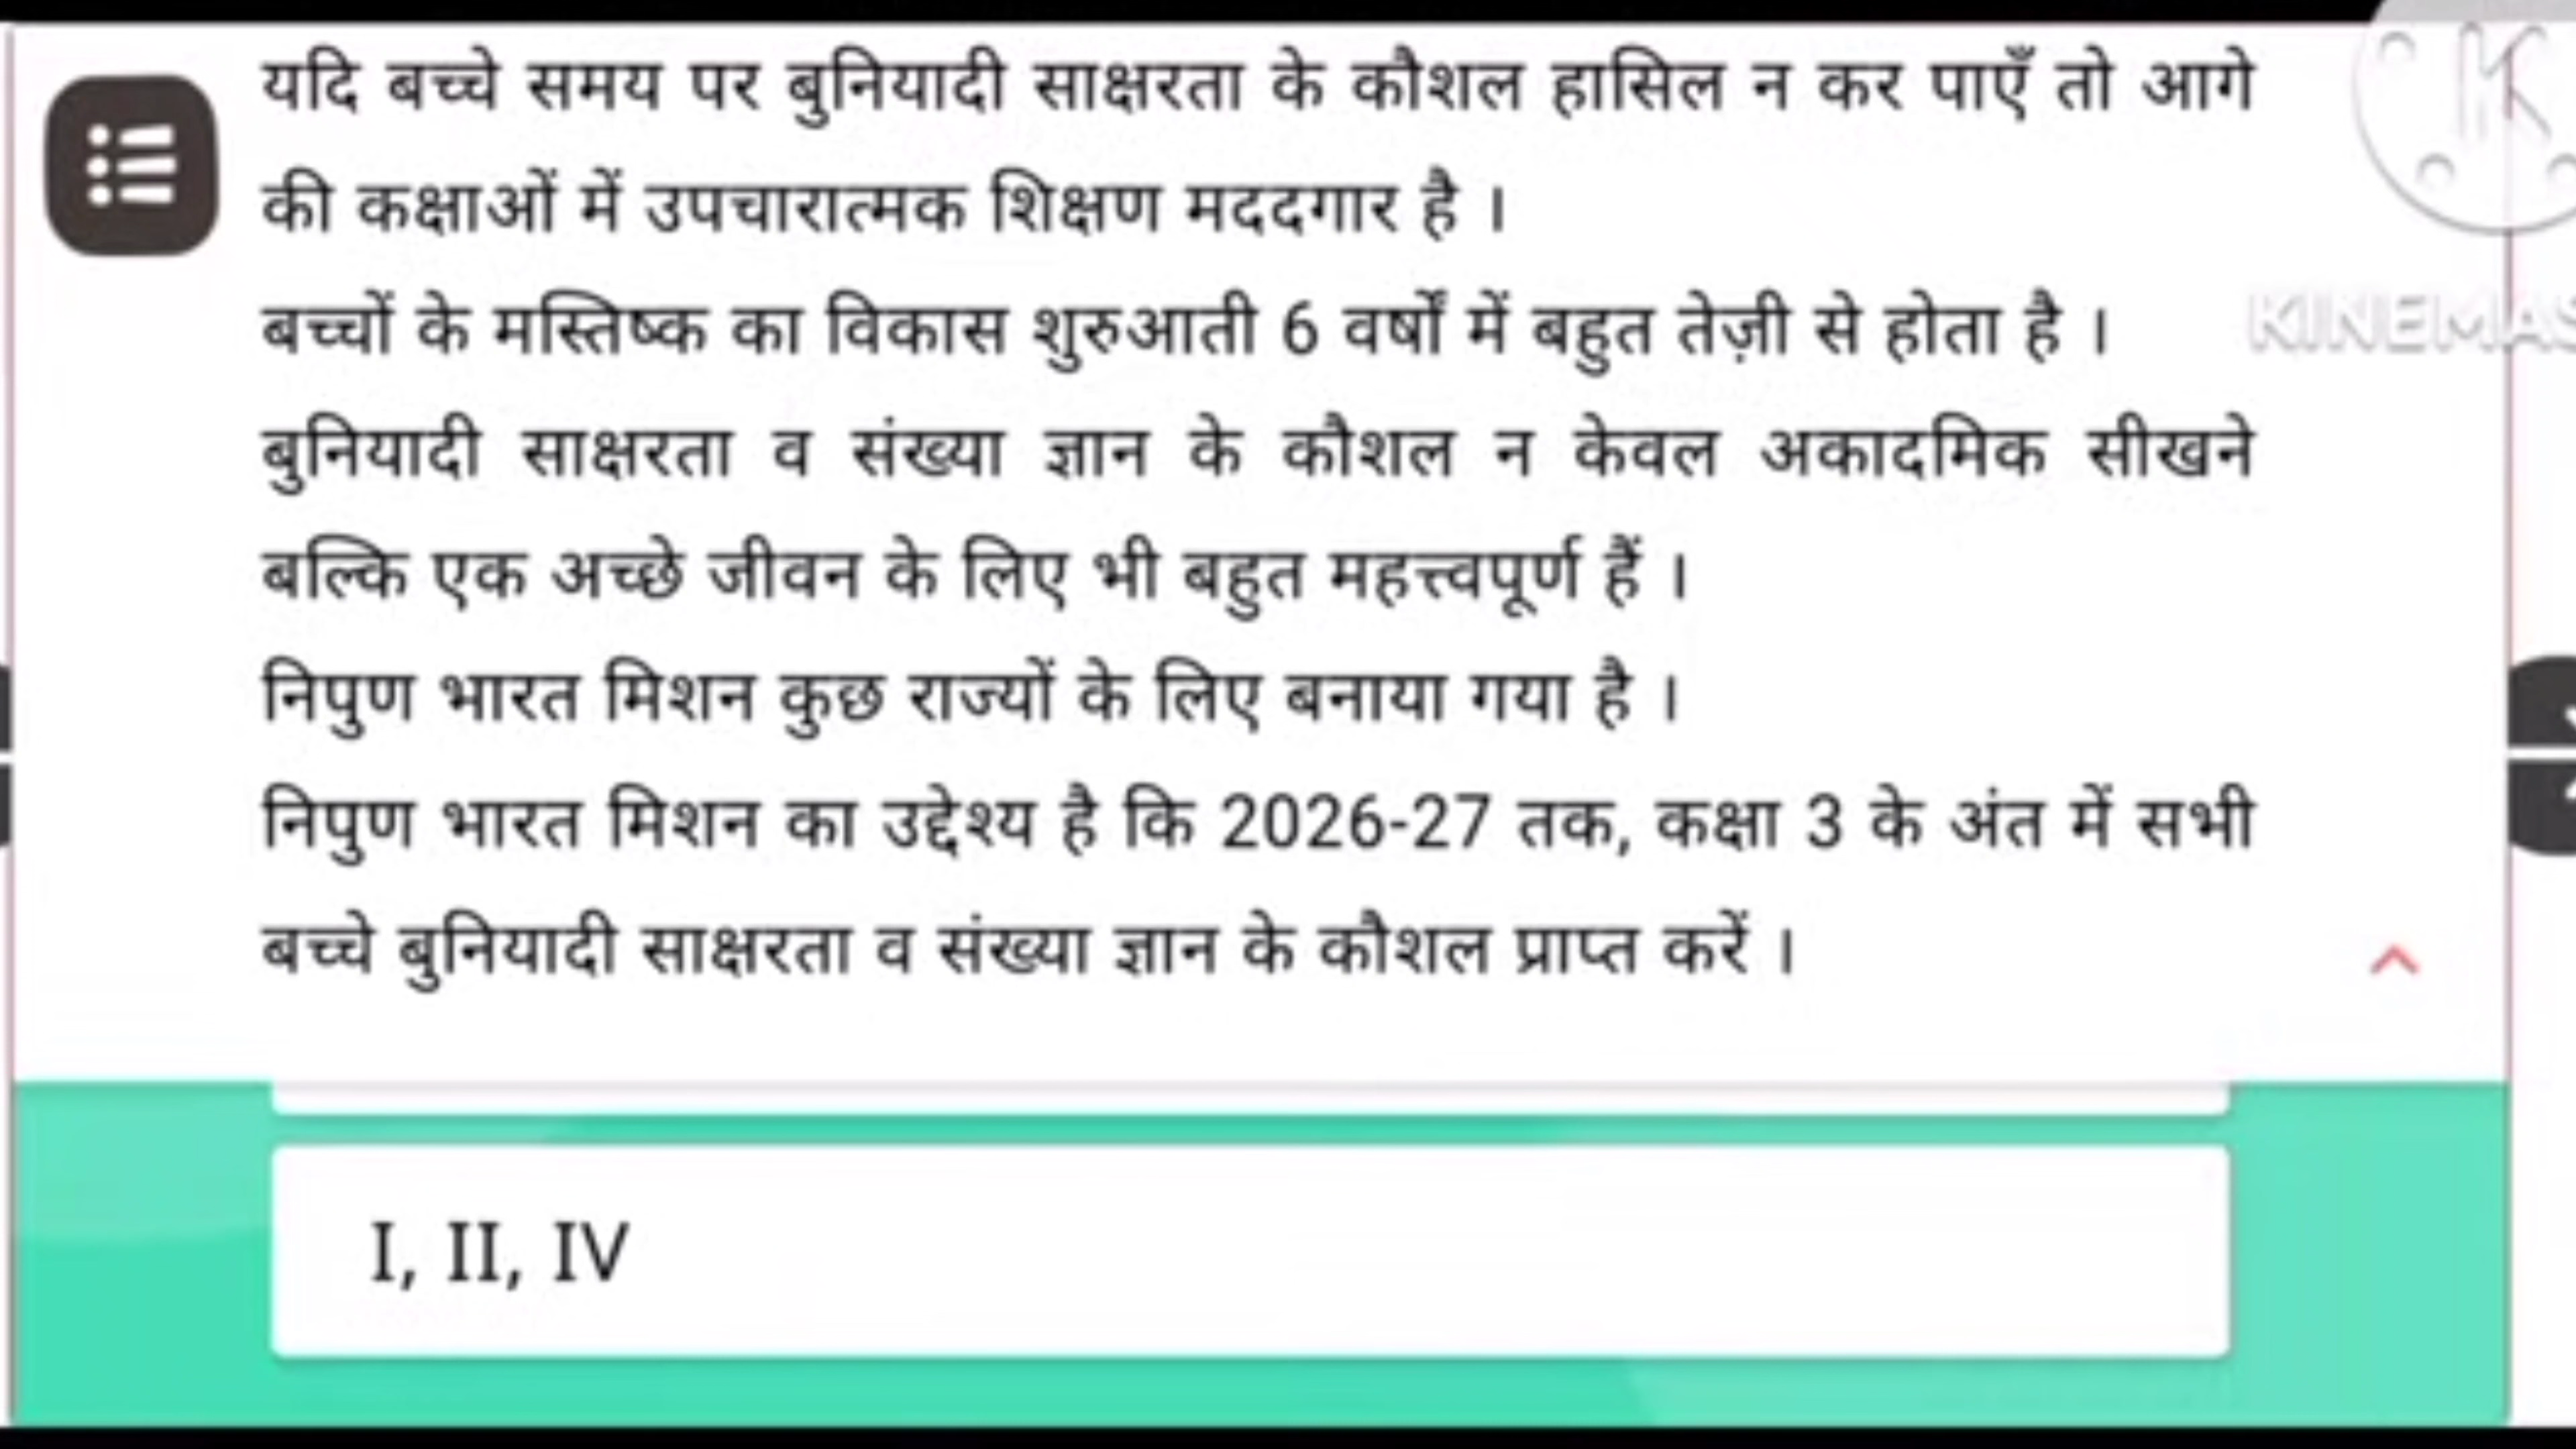 यदि बच्चे समय पर बुनियादी साक्षरता के कौशल हासिल न कर पाएँ तो आगे
की कक्षाओं में उपचारात्मक शिक्षण मददगार है ।
बच्चों के मस्तिष्क का विकास शुरुआती 6 वर्षों में बहुत तेज़ी से होता है ।
बुनियादी साक्षरता व संख्या ज्ञान के कौशल न केवल अकादमिक सीखने
बल्कि एक अच्छे जीवन के लिए भी बहुत महत्त्वपूर्ण हैं ।
निपुण भारत मिशन कुछ राज्यों के लिए बनाया गया है ।
निपुण भारत मिशन का उद्देश्य है कि 2026-27 तक, कक्षा 3 के अंत में सभी
बच्चे बुनियादी साक्षरता व संख्या ज्ञान के कौशल प्राप्त करें ।
I, II, IV